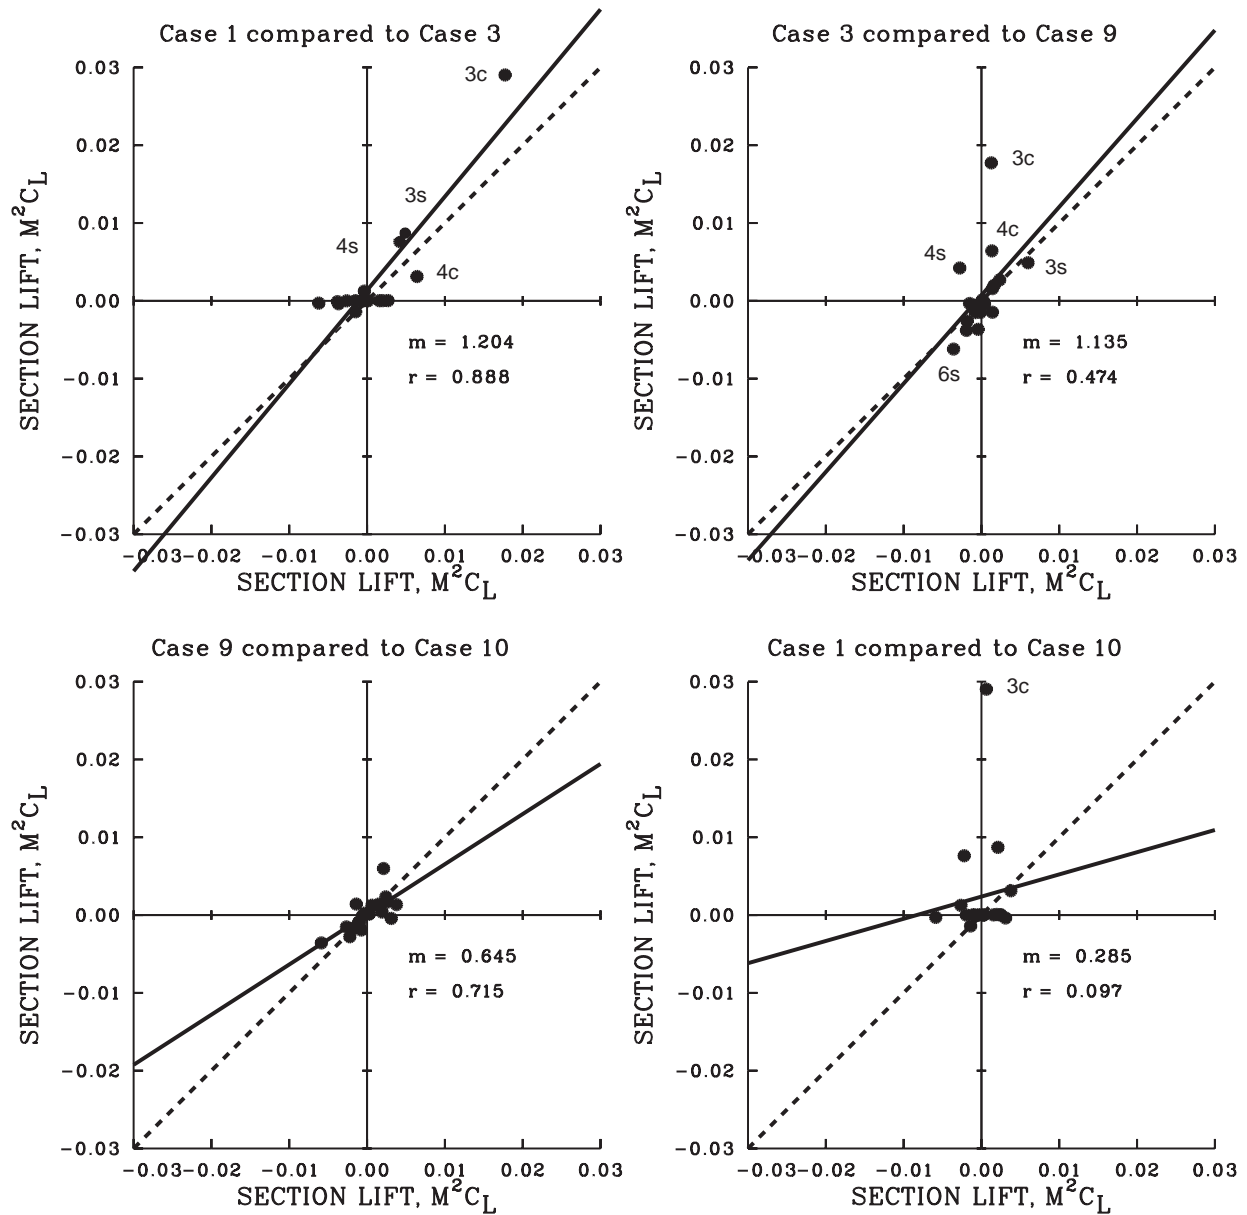 Case 1 compared to Case 3
0.03
0.02
0.01
0.00
−0.01
−0.02
−0.03
SECTION LIFT, M²C_L
3c
3s
4s
4c
m = 1.204
r = 0.888
−0.03 −0.02 −0.01 0.00 0.01 0.02 0.03
SECTION LIFT, M²C_L
Case 3 compared to Case 9
0.03
0.02
0.01
0.00
−0.01
−0.02
−0.03
SECTION LIFT, M²C_L
3c
4c
4s
3s
6s
m = 1.135
r = 0.474
−0.03 −0.02 −0.01 0.00 0.01 0.02 0.03
SECTION LIFT, M²C_L
Case 9 compared to Case 10
0.03
0.02
0.01
0.00
−0.01
−0.02
−0.03
SECTION LIFT, M²C_L
m = 0.645
r = 0.715
−0.03 −0.02 −0.01 0.00 0.01 0.02 0.03
SECTION LIFT, M²C_L
Case 1 compared to Case 10
0.03
0.02
0.01
0.00
−0.01
−0.02
−0.03
SECTION LIFT, M²C_L
3c
m = 0.285
r = 0.097
−0.03 −0.02 −0.01 0.00 0.01 0.02 0.03
SECTION LIFT, M²C_L